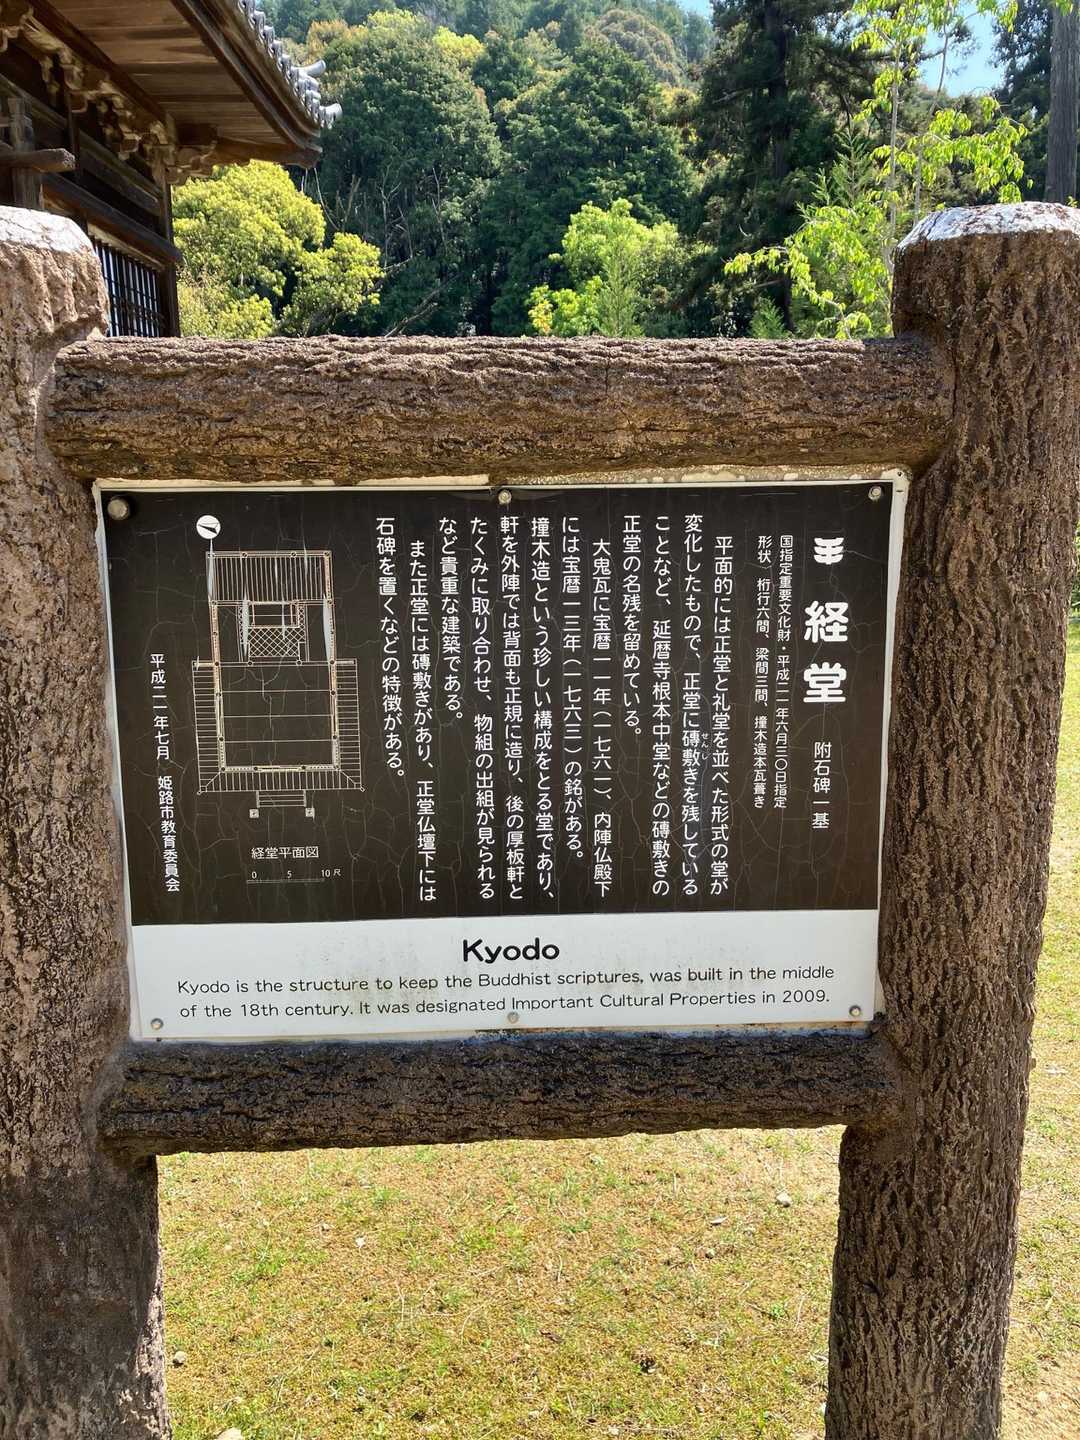 経堂 附石碑一基
国指定重要文化財・平成二一年六月三〇日指定
形状 桁行六間、梁間三間、撞木造本瓦葺き
平面的には正堂と礼堂を並べた形式の堂が
変化したもので、正堂に磚敷きを残している
せんじ
ことなど、延暦寺根本中堂などの磚敷きの
正堂の名残を留めている。
大鬼瓦に宝暦一一年(一七六一)、内陣仏殿下
には宝暦一三年(一七六三)の銘がある。
撞木造という珍しい構成をとる堂であり、
軒を外陣では背面も正規に造り、後の厚板軒と
たくみに取り合わせ、物組の出組が見られる
など貴重な建築である。
また正堂には磚敷きがあり、正堂仏壇下には
石碑を置くなどの特徴がある。
経堂平面図
0 5 10尺
平成二一年七月 姫路市教育委員会
Kyodo
Kyodo is the structure to keep the Buddhist scriptures, was built in the middle
of the 18th century. It was designated Important Cultural Properties in 2009.